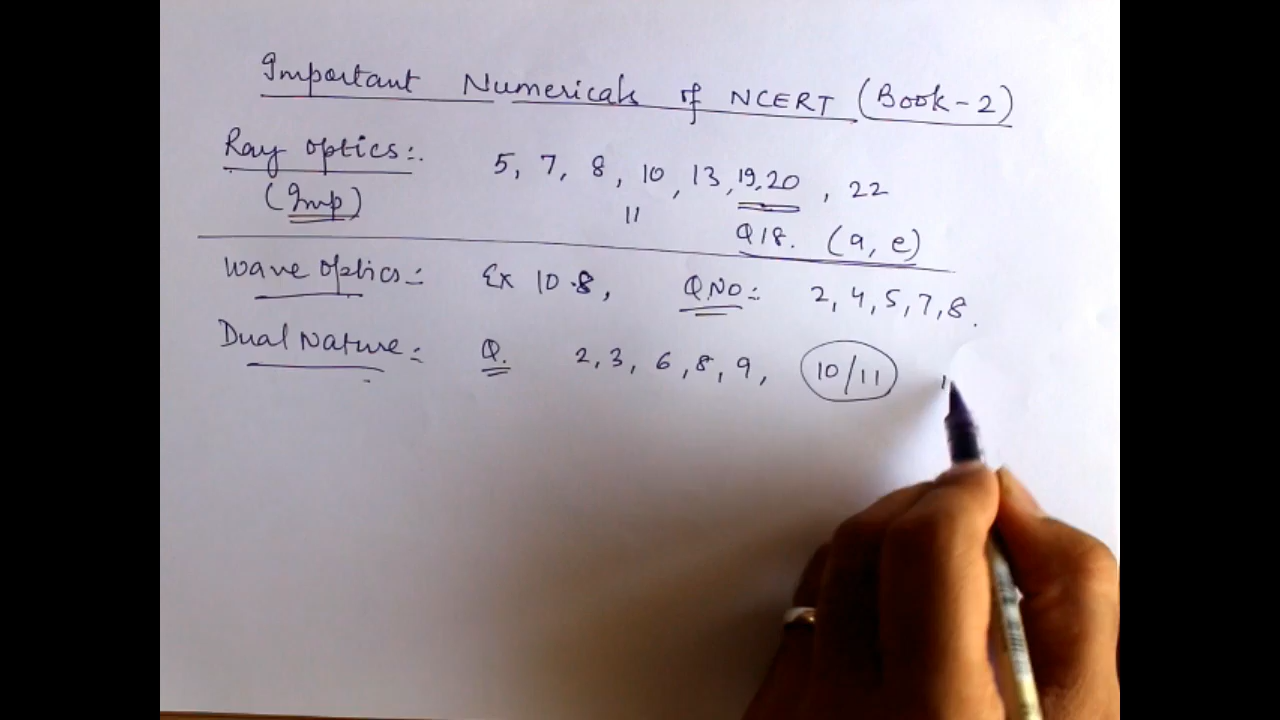 Important Numericals of NCERT (Book-2)
Ray Optics:- 5, 7, 8, 10, 13, 19, 20, 22
(Imp) 11
Q18. (a, e)
Wave Optics:- Ex 10.8, Q.NO:- 2, 4, 5, 7, 8.
Dual Nature:- Q. 2, 3, 6, 8, 9, 10/11 1